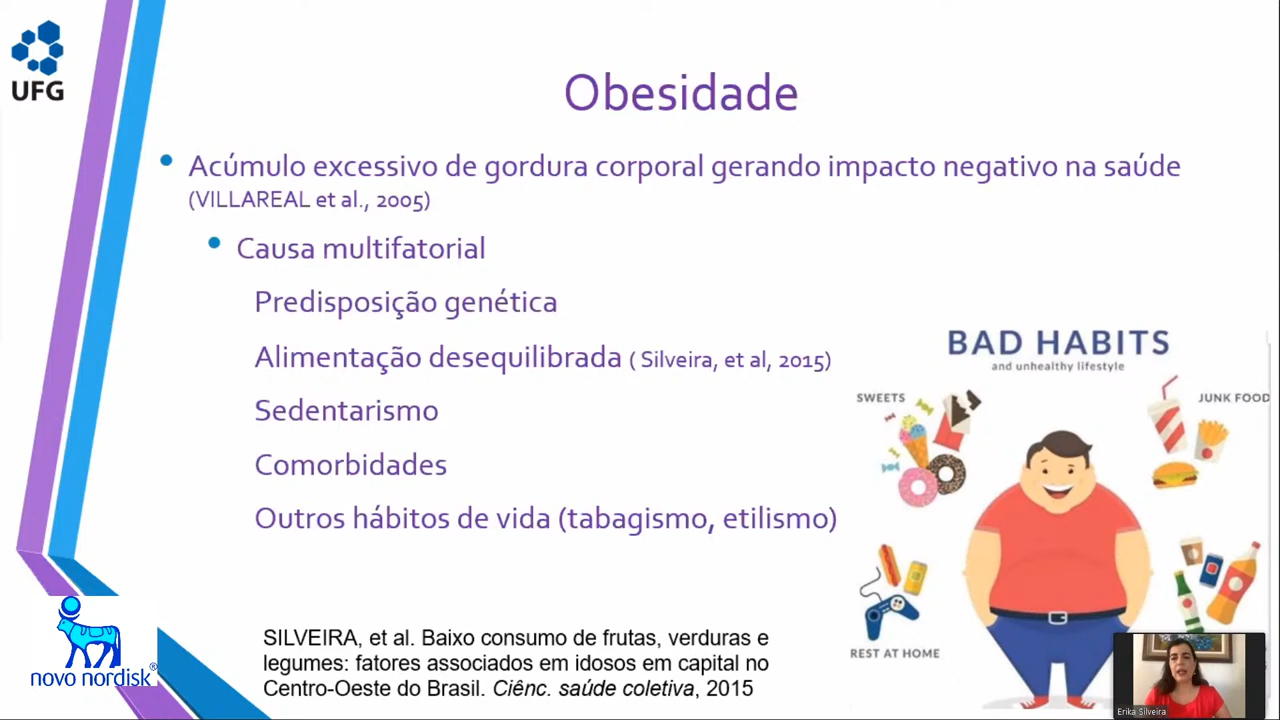 UFG
Obesidade
Acúmulo excessivo de gordura corporal gerando impacto negativo na saúde
(VILLAREAL et al., 2005)
Causa multifatorial
Predisposição genética
Alimentação desequilibrada ( Silveira, et al, 2015)
Sedentarismo
Comorbidades
Outros hábitos de vida (tabagismo, etilismo)
BAD HABITS
and unhealthy lifestyle
SWEETS
JUNK FOOD
REST AT HOME
SILVEIRA, et al. Baixo consumo de frutas, verduras e
legumes: fatores associados em idosos em capital no
Centro-Oeste do Brasil. Ciênc. saúde coletiva, 2015
novo nordisk®
Erika Silveira